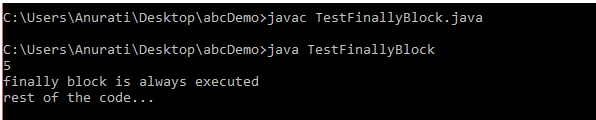 C:\Users\Anurati\Desktop\abcDemo>javac TestFinallyBlock.java
C:\Users\Anurati\Desktop\abcDemo>java TestFinallyBlock
5
finally block is always executed
rest of the code...